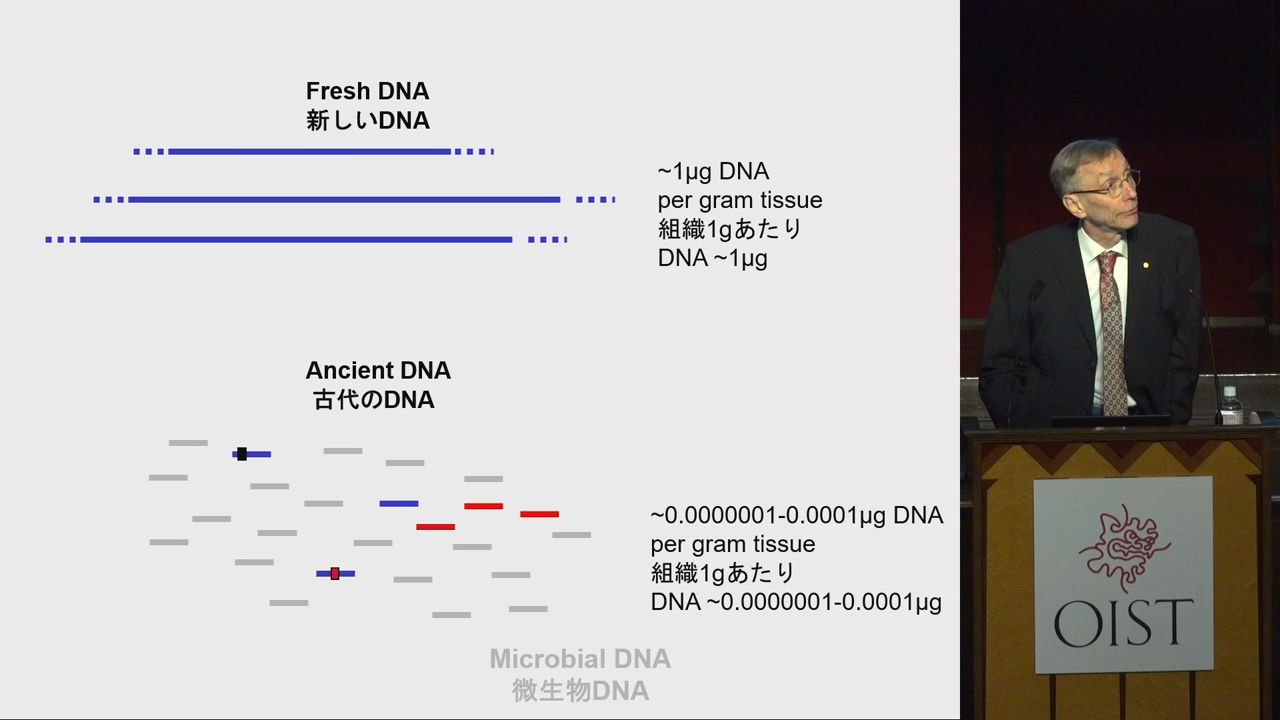 Fresh DNA
新しいDNA
~1µg DNA
per gram tissue
組織1gあたり
DNA ~1µg
Ancient DNA
古代のDNA
~0.0000001-0.0001µg DNA
per gram tissue
組織1gあたり
DNA ~0.0000001-0.0001µg
Microbial DNA
微生物DNA
OIST